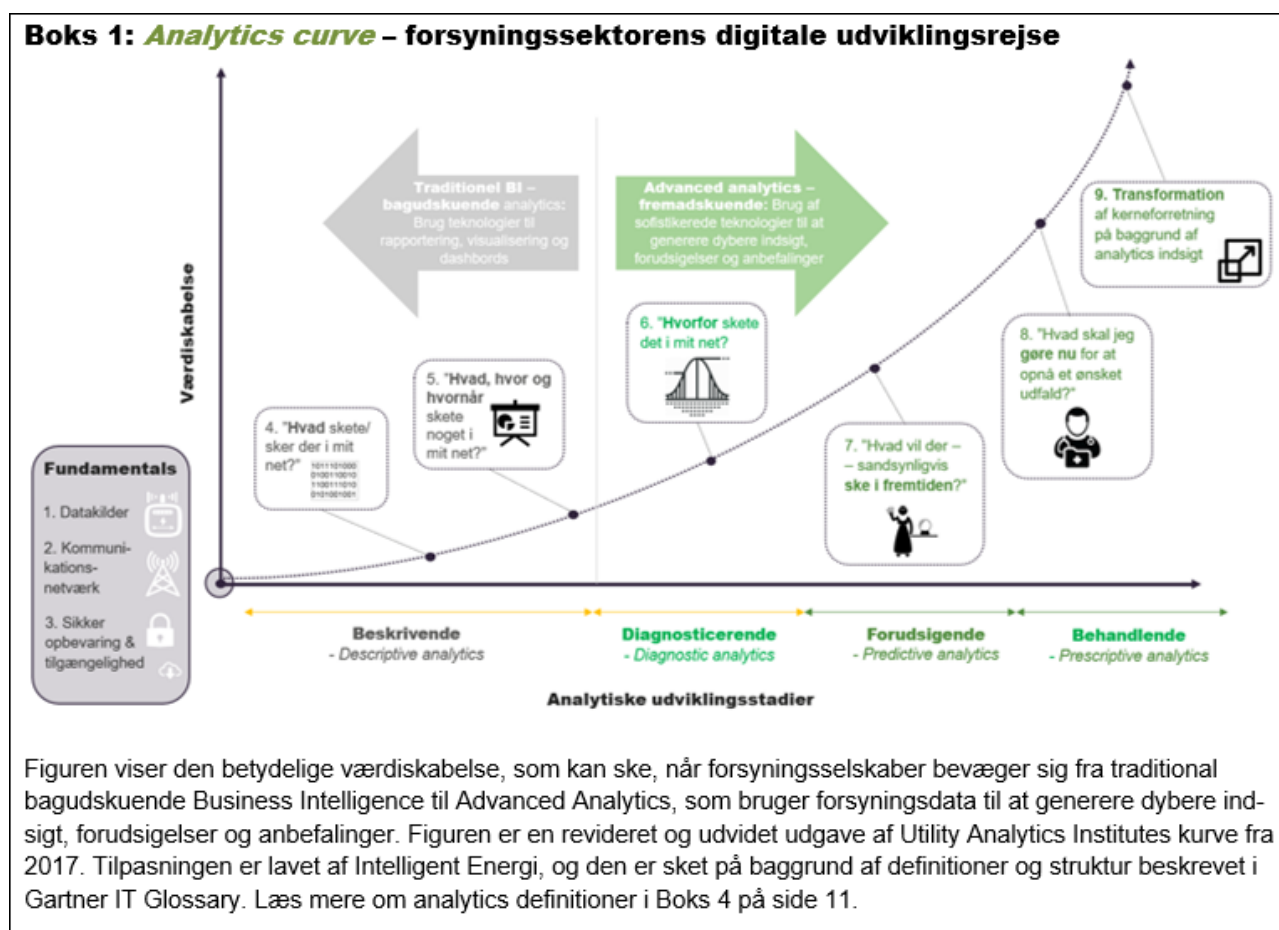 Boks 1: Analytics curve – forsyningssektorens digitale udviklingsrejse
Værdiskabelse
Traditionel BI –
bagudskuende analytics:
Brug teknologier til
rapportering, visualisering og
dashbords
Advanced analytics –
fremadskuende: Brug af
sofistikerede teknologier til at
generere dybere indsigt,
forudsigelser og anbefalinger
9. Transformation
af kerneforretning
på baggrund af
analytics indsigt
6. "Hvorfor skete
det i mit net?
8. "Hvad skal jeg
gøre nu for at
opnå et ønsket
udfald?"
5. "Hvad, hvor og
hvornår
skete
noget i
mit net?"
4. "Hvad skete/
sker der i mit
net?"
1011101000
0100110010
1100111010
0101001001
7. "Hvad vil der –
– sandsynligvis
ske i fremtiden?"
Fundamentals
1. Datakilder
2. Kommuni-
kations-
netværk
3. Sikker
opbevaring &
tilgængelighed
Beskrivende
- Descriptive analytics
Diagnosticerende
- Diagnostic analytics
Forudsigende
- Predictive analytics
Behandlende
- Prescriptive analytics
Analytiske udviklingsstadier
Figuren viser den betydelige værdiskabelse, som kan ske, når forsyningsselskaber bevæger sig fra traditional
bagudskuende Business Intelligence til Advanced Analytics, som bruger forsyningsdata til at generere dybere ind-
sigt, forudsigelser og anbefalinger. Figuren er en revideret og udvidet udgave af Utility Analytics Institutes kurve fra
2017. Tilpasningen er lavet af Intelligent Energi, og den er sket på baggrund af definitioner og struktur beskrevet i
Gartner IT Glossary. Læs mere om analytics definitioner i Boks 4 på side 11.